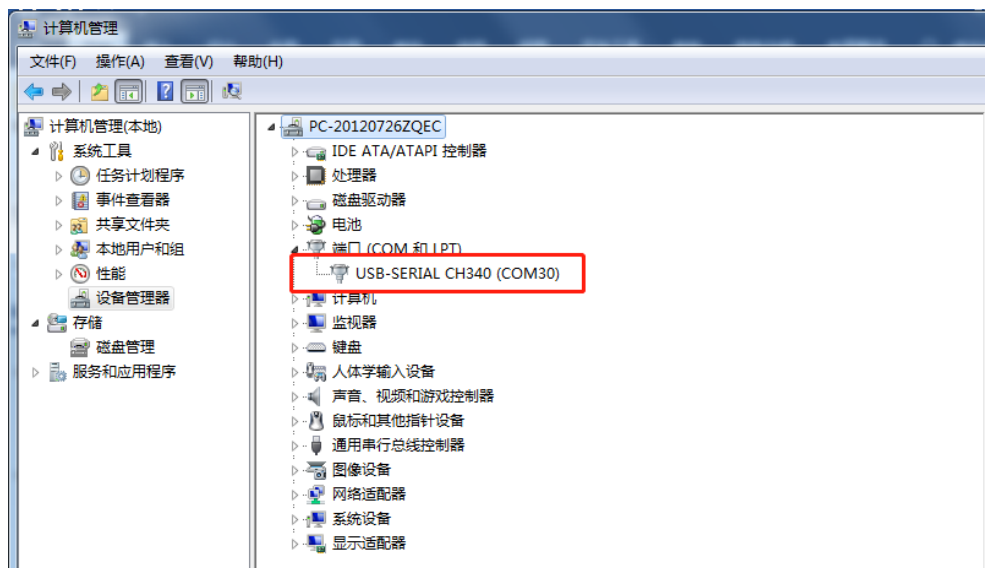 计算机管理
文件(F) 操作(A) 查看(V) 帮助(H)
计算机管理(本地)
系统工具
任务计划程序
事件查看器
共享文件夹
本地用户和组
性能
设备管理器
存储
磁盘管理
服务和应用程序
PC-20120726ZQEC
IDE ATA/ATAPI 控制器
处理器
磁盘驱动器
电池
端口 (COM 和 LPT)
USB-SERIAL CH340 (COM30)
计算机
监视器
键盘
人体学输入设备
声音、视频和游戏控制器
鼠标和其他指针设备
通用串行总线控制器
图像设备
网络适配器
系统设备
显示适配器